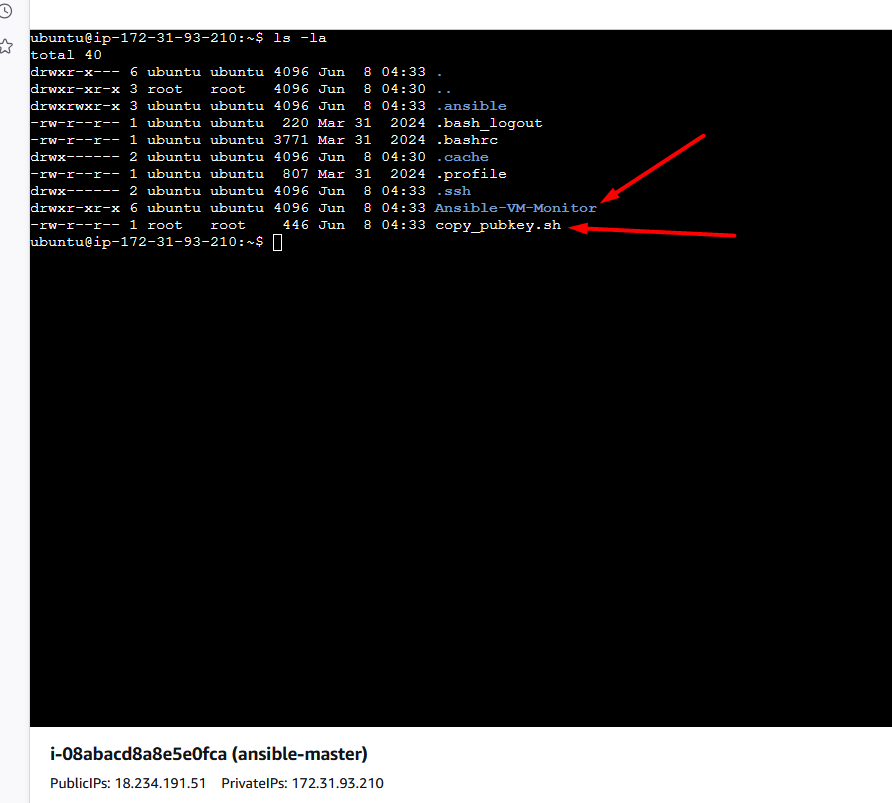 ubuntu@ip-172-31-93-210:~$ ls -la
total 40
drwxr-x--- 6 ubuntu ubuntu 4096 Jun  8 04:33 .
drwxr-xr-x 3 root   root   4096 Jun  8 04:30 ..
drwxrwxr-x 3 ubuntu ubuntu 4096 Jun  8 04:33 .ansible
-rw-r--r-- 1 ubuntu ubuntu  220 Mar 31  2024 .bash_logout
-rw-r--r-- 1 ubuntu ubuntu 3771 Mar 31  2024 .bashrc
drwx------ 2 ubuntu ubuntu 4096 Jun  8 04:30 .cache
-rw-r--r-- 1 ubuntu ubuntu  807 Mar 31  2024 .profile
drwx------ 2 ubuntu ubuntu 4096 Jun  8 04:33 .ssh
drwxr-xr-x 6 ubuntu ubuntu 4096 Jun  8 04:33 Ansible-VM-Monitor
-rw-r--r-- 1 root   root    446 Jun  8 04:33 copy_pubkey.sh
ubuntu@ip-172-31-93-210:~$
i-08abacd8a8e5e0fca (ansible-master)
PublicIPs: 18.234.191.51 PrivateIPs: 172.31.93.210